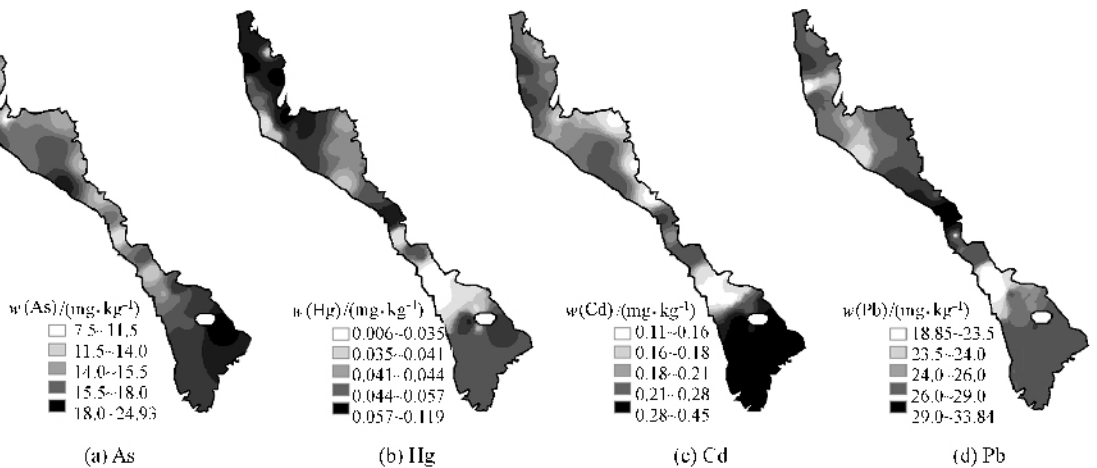 w(As)/(mg·kg⁻¹)
7.5~11.5
11.5~14.0
14.0~15.5
15.5~18.0
18.0~24.93
(a) As
w(Hg)/(mg·kg⁻¹)
0.006~0.035
0.035~0.041
0.041~0.044
0.044~0.057
0.057~0.119
(b) Hg
w(Cd)/(mg·kg⁻¹)
0.11~0.16
0.16~0.18
0.18~0.21
0.21~0.28
0.28~0.45
(c) Cd
w(Pb)/(mg·kg⁻¹)
18.85~23.5
23.5~24.0
24.0~26.0
26.0~29.0
29.0~33.84
(d) Pb